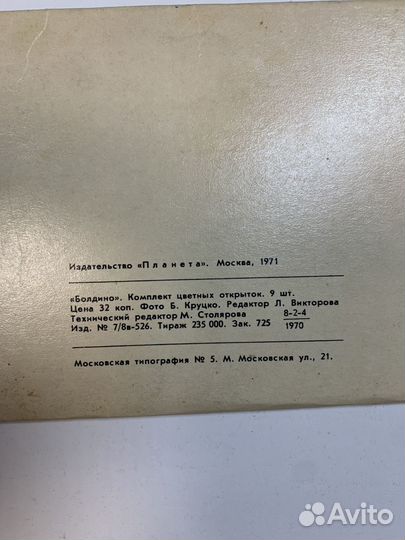 Издательство «Планета». Москва, 1971
«Болдино». Комплект цветных открыток. 9 шт.
Цена 32 коп. Фото Б. Круцко. Редактор Л. Викторова
Технический редактор М. Столярова 8-2-4
Изд. № 7/8в-526. Тираж 235 000. Зак. 725 1970
Московская типография № 5. М. Московская ул., 21.
Avito